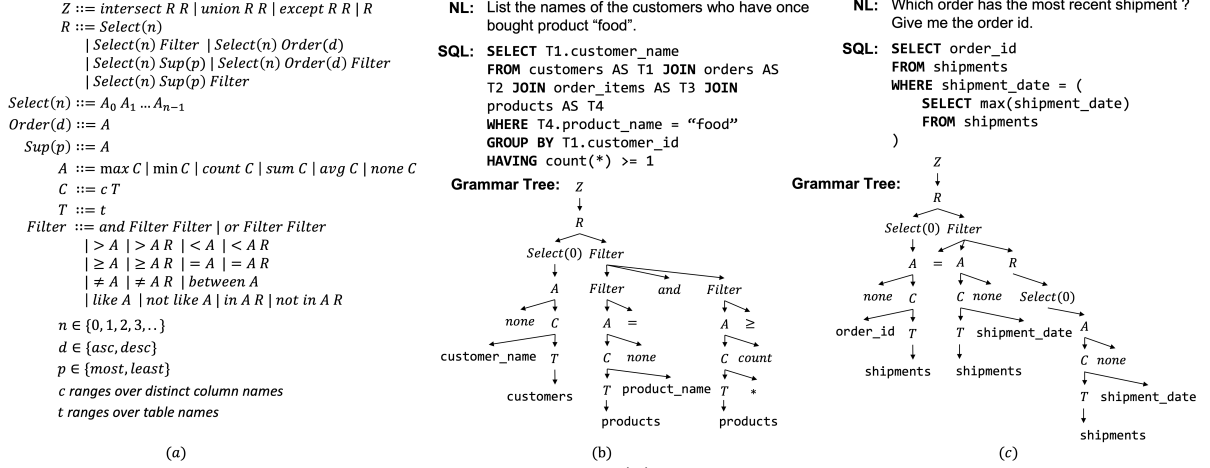 Z ::= intersect R R | union R R | except R R | R
R ::= Select(n)
| Select(n) Filter | Select(n) Order(d)
| Select(n) Sup(p) | Select(n) Order(d) Filter
| Select(n) Sup(p) Filter
Select(n) ::= A₀ A₁ … Aₙ₋₁
Order(d) ::= A
Sup(p) ::= A
A ::= max C | min C | count C | sum C | avg C | none C
C ::= c T
T ::= t
Filter ::= and Filter Filter | or Filter Filter
| > A | > A R | < A | < A R
| ≥ A | ≥ A R | = A | = A R
| ≠ A | ≠ A R | between A
| like A | not like A | in A R | not in A R
n ∈ {0, 1, 2, 3, . . }
d ∈ {asc, desc}
p ∈ {most, least}
c ranges over distinct column names
t ranges over table names
(a)
NL: List the names of the customers who have once
bought product “food”.
SQL: SELECT T1.customer_name
FROM customers AS T1 JOIN orders AS
T2 JOIN order_items AS T3 JOIN
products AS T4
WHERE T4.product_name = “food”
GROUP BY T1.customer_id
HAVING count(*) >= 1
Grammar Tree: Z
R
Select(0) Filter
A Filter and Filter
none C A = A ≥
customer_name T C none C count
customers T product_name T *
products products
(b)
NL: Which order has the most recent shipment ?
Give me the order id.
SQL: SELECT order_id
FROM shipments
WHERE shipment_date = (
SELECT max(shipment_date)
FROM shipments
)
Grammar Tree: Z
R
Select(0) Filter
A = A R
none C C none Select(0)
order_id T T shipment_date A
shipments shipments C none
T shipment_date
shipments
(c)